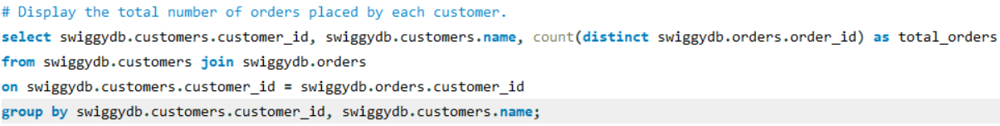 # Display the total number of orders placed by each customer.
select swiggydb.customers.customer_id, swiggydb.customers.name, count(distinct swiggydb.orders.order_id) as total_orders
from swiggydb.customers join swiggydb.orders
on swiggydb.customers.customer_id = swiggydb.orders.customer_id
group by swiggydb.customers.customer_id, swiggydb.customers.name;